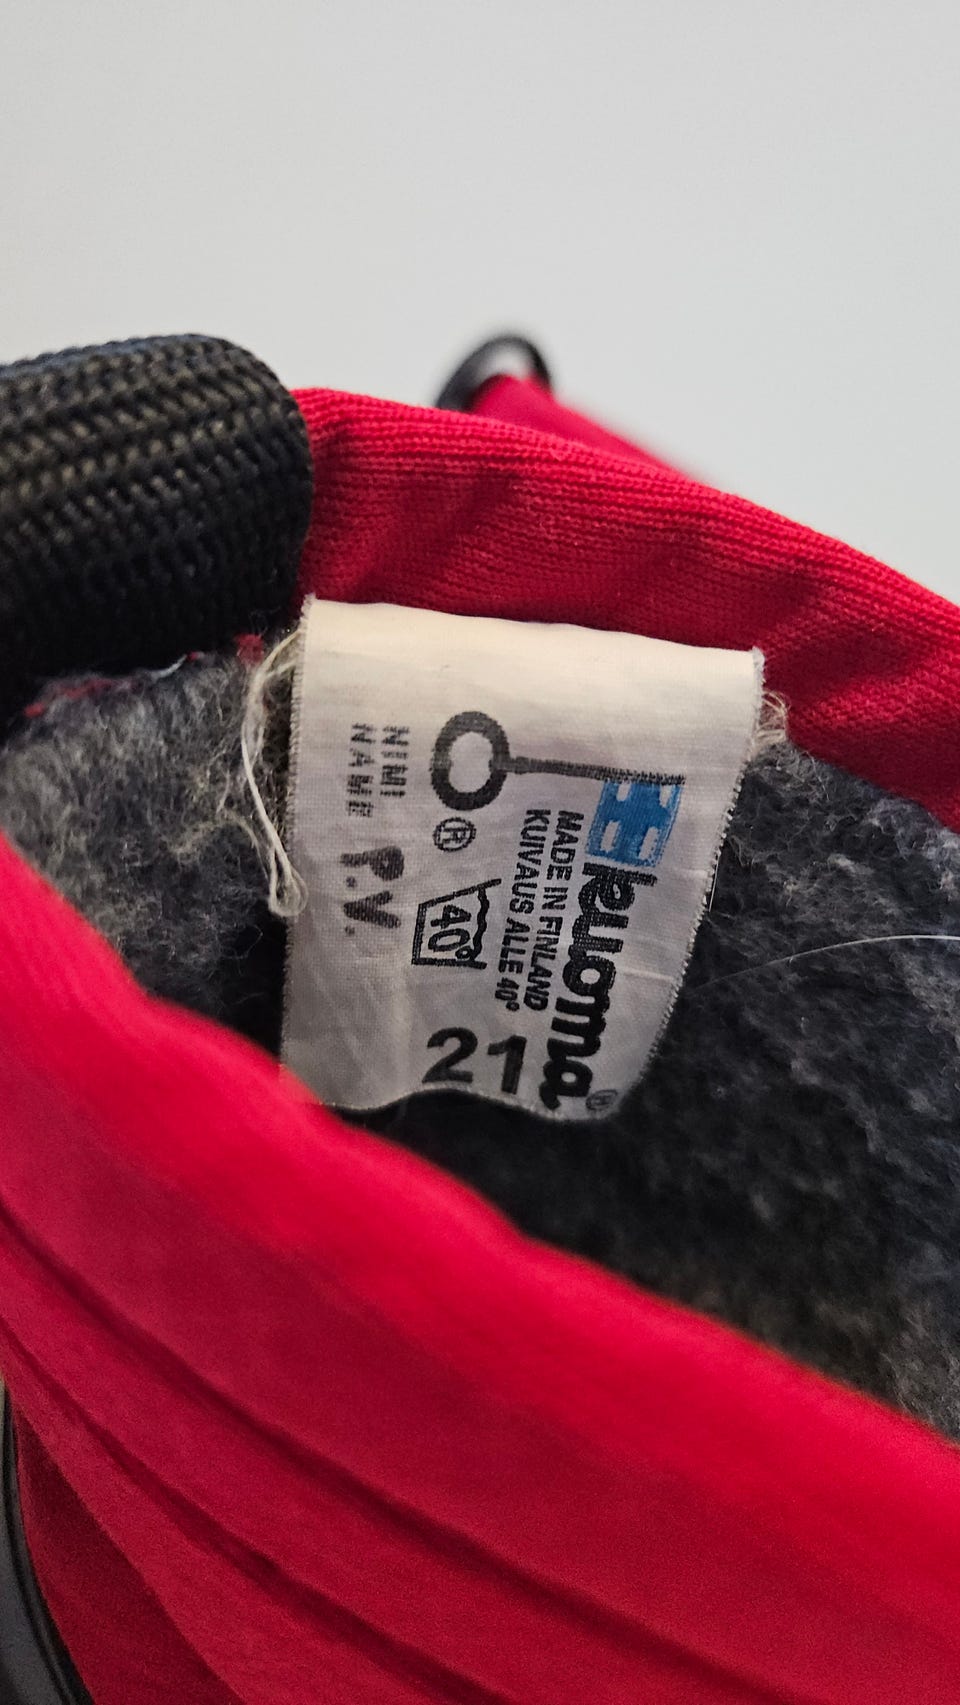 kuoma®
MADE IN FINLAND
KUIVAUS ALLE 40°
®
40°
21
NIMI
NAME
P.V.